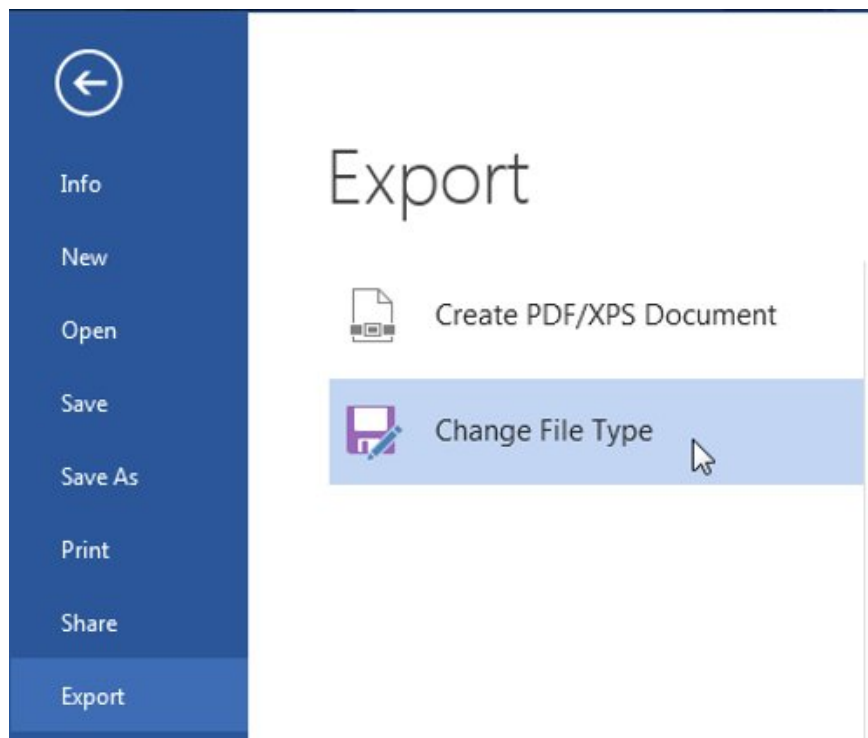 Info
New
Open
Save
Save As
Print
Share
Export
Export
Create PDF/XPS Document
Change File Type